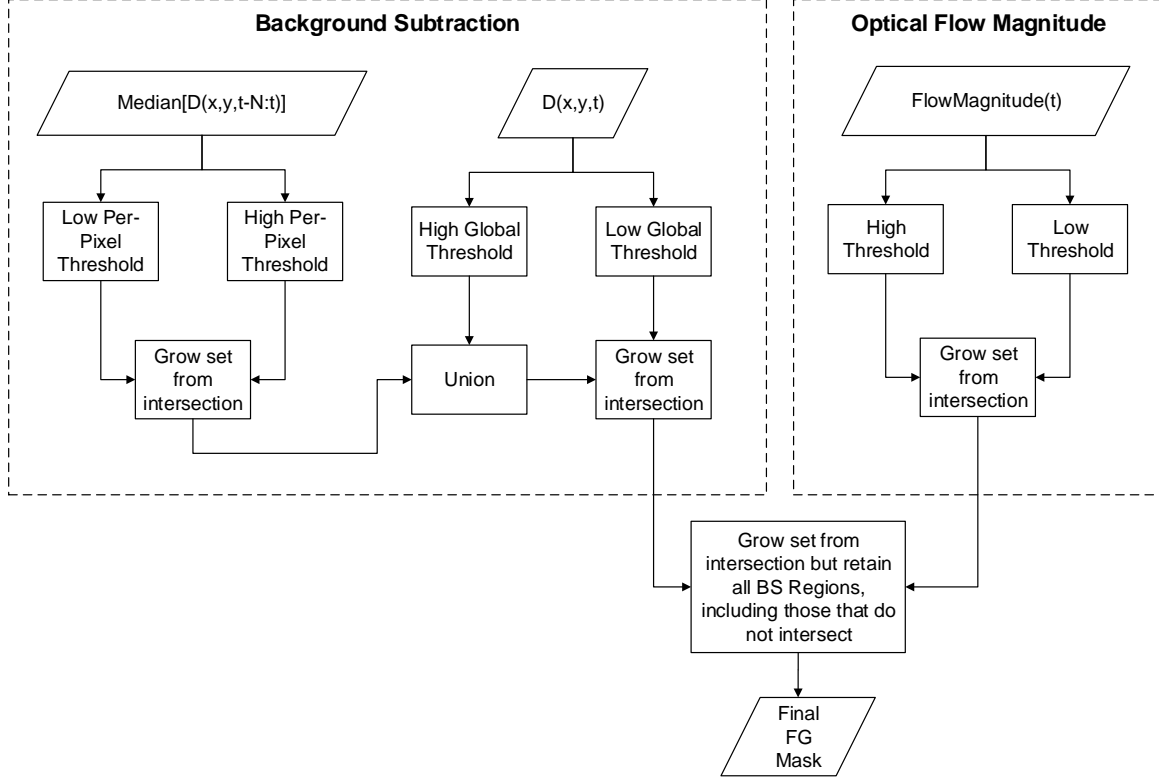 Background Subtraction
Optical Flow Magnitude
Median[D(x,y,t-N:t)]
D(x,y,t)
FlowMagnitude(t)
Low Per-
Pixel
Threshold
High Per-
Pixel
Threshold
High Global
Threshold
Low Global
Threshold
High
Threshold
Low
Threshold
Grow set
from
intersection
Union
Grow set
from
intersection
Grow set
from
intersection
Grow set from
intersection but retain
all BS Regions,
including those that do
not intersect
Final
FG
Mask